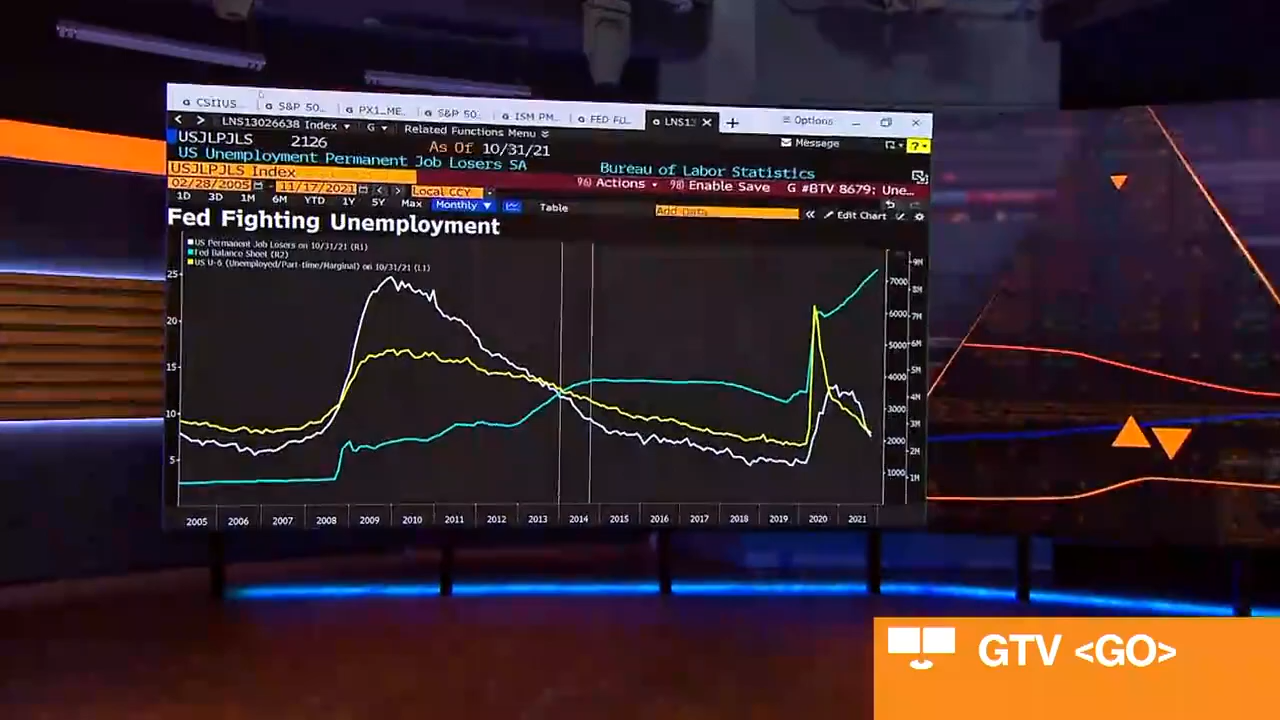 CSIIUS... S&P 50... PX1_ME... S&P 50... ISM PM... FED FU... LNS13 Options
LNS13026638 Index G Related Functions Menu Message
USJLPJLS 2126 As Of 10/31/21
US Unemployment Permanent Job Losers SA Bureau of Labor Statistics
USJLPJLS Index 96) Actions 98) Enable Save G #BTV 8679: Une...
02/28/2005 11/17/2021 Local CCY
1D 3D 1M 6M YTD 1Y 5Y Max Monthly Table Add Data Edit Chart
Fed Fighting Unemployment
US Permanent Job Losers on 10/31/21 (R1)
Fed Balance Sheet (R2)
US U-6 (Unemployed/Part-time/Marginal) on 10/31/21 (L1)
9M
25 7000 8M
20 6000 7M
5000 6M
15 4000 5M
10 3000 4M
3M
2000 2M
5 1000 1M
2005 2006 2007 2008 2009 2010 2011 2012 2013 2014 2015 2016 2017 2018 2019 2020 2021
GTV <GO>